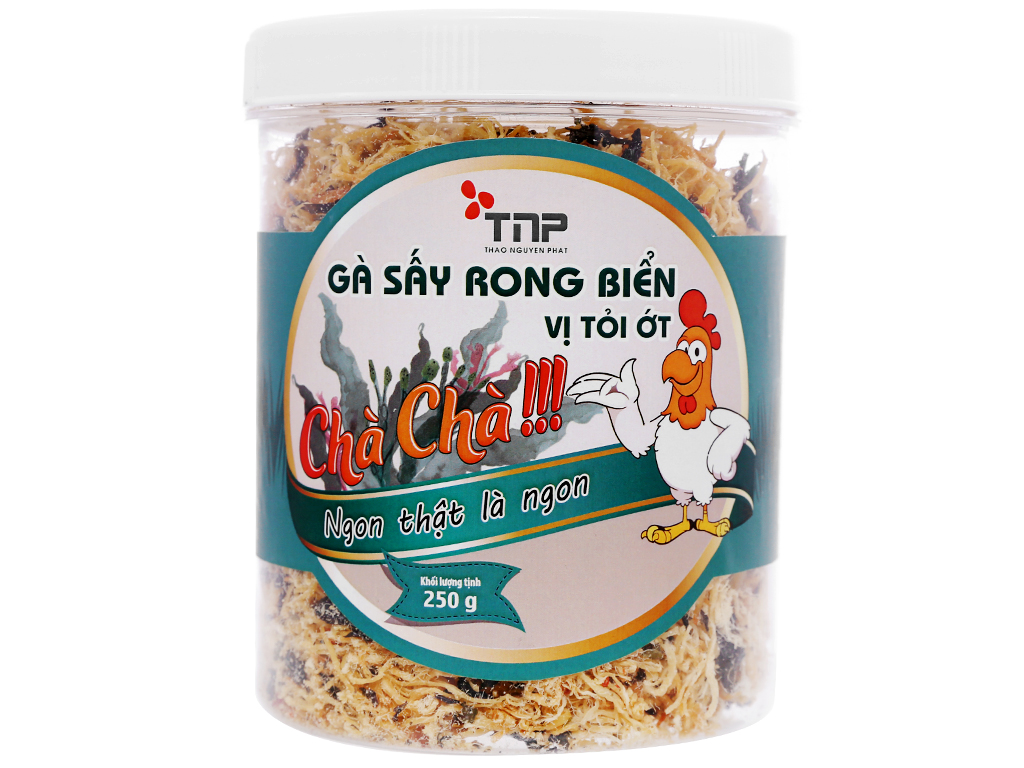 TNP
THAO NGUYEN PHAT
GÀ SẤY RONG BIỂN
VỊ TỎI ỚT
Chà Chà!!!
Ngon thật là ngon
Khối lượng tịnh
250 g